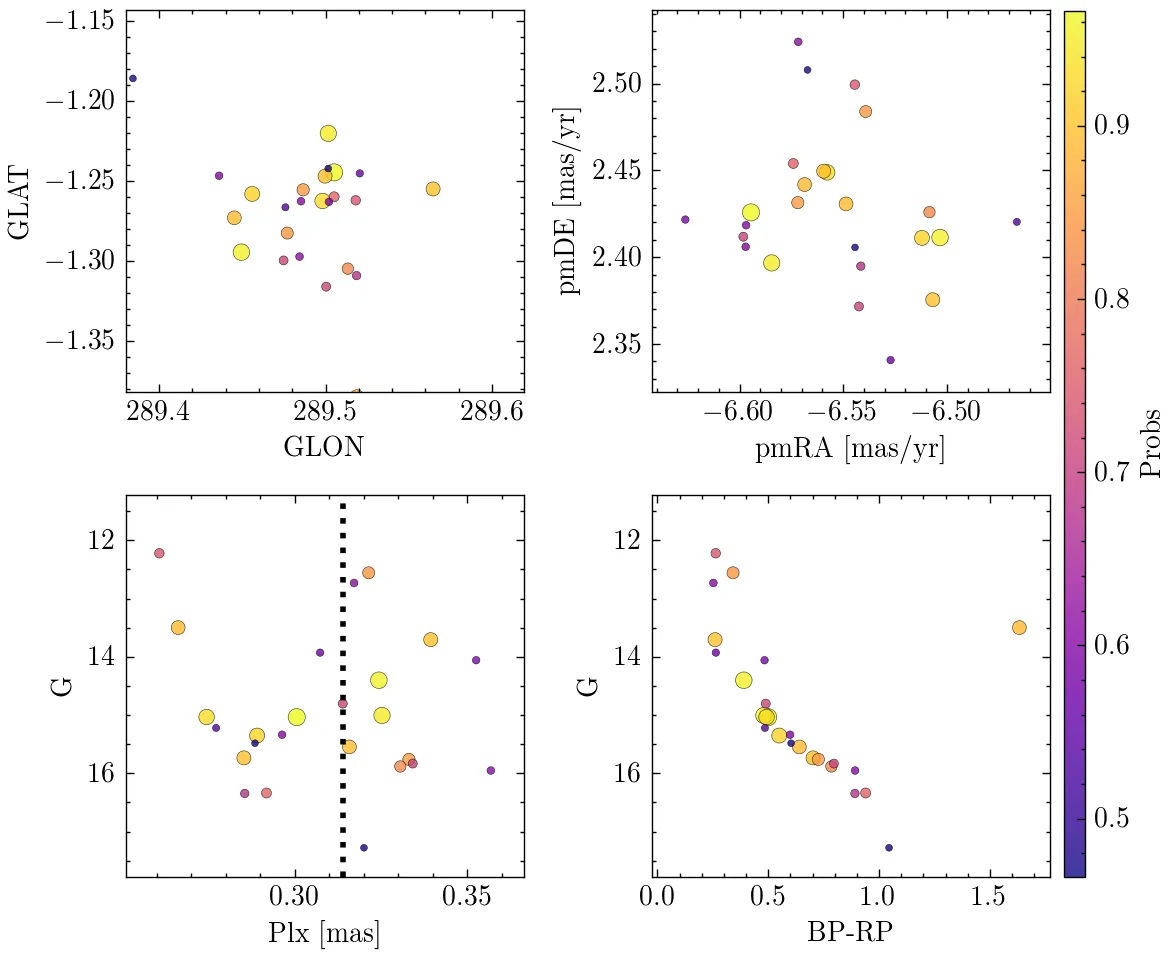 −1.15
−1.20
−1.25
−1.30
−1.35
GLAT
289.4 289.5 289.6
GLON
2.50
2.45
2.40
2.35
pmDE [mas/yr]
−6.60 −6.55 −6.50
pmRA [mas/yr]
12
14
16
G
0.30 0.35
Plx [mas]
12
14
16
G
0.0 0.5 1.0 1.5
BP-RP
0.9
0.8
0.7
0.6
0.5
Probs